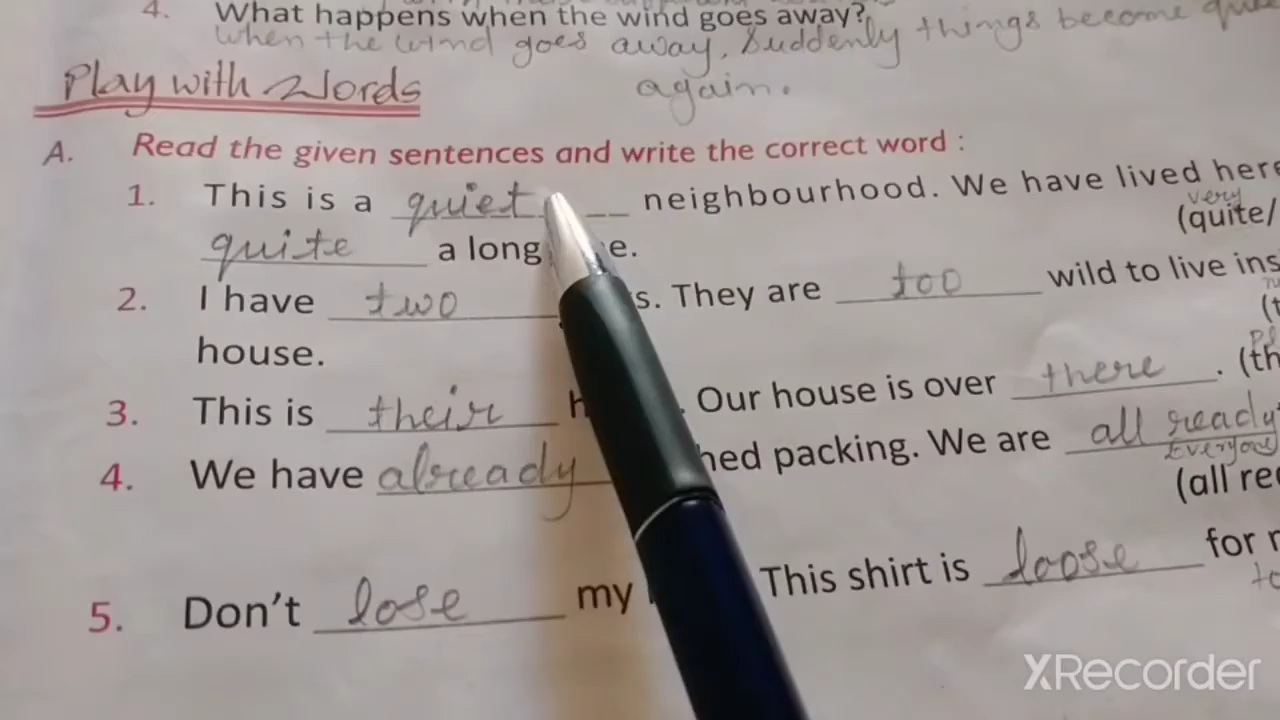 4. What happens when the wind goes away?
When the wind goes away, Suddenly things become
again.
Play with Words
A. Read the given sentences and write the correct word :
1. This is a quiet neighbourhood. We have lived here
very
(quite/
quite a long
2. I have two They are too wild to live
house.
3. This is their Our house is over there.
4. We have already packing. We are all ready
Everyone
(all
5. Don't lose my This shirt is loose for
XRecorder